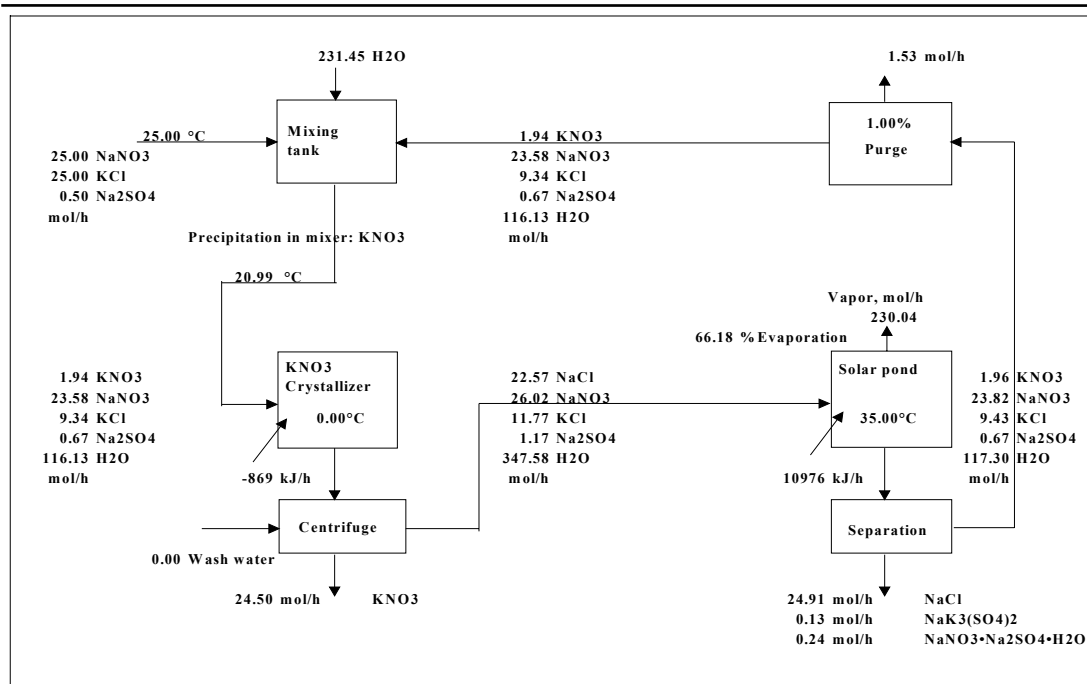 231.45 H2O
1.53 mol/h
25.00 °C
Mixing
tank
1.00%
Purge
25.00 NaNO3
25.00 KCl
0.50 Na2SO4
mol/h
1.94 KNO3
23.58 NaNO3
9.34 KCl
0.67 Na2SO4
116.13 H2O
mol/h
Precipitation in mixer: KNO3
20.99 °C
Vapor, mol/h
230.04
66.18 % Evaporation
1.94 KNO3
23.58 NaNO3
9.34 KCl
0.67 Na2SO4
116.13 H2O
mol/h
KNO3
Crystallizer
0.00°C
-869 kJ/h
22.57 NaCl
26.02 NaNO3
11.77 KCl
1.17 Na2SO4
347.58 H2O
mol/h
Solar pond
35.00°C
10976 kJ/h
1.96 KNO3
23.82 NaNO3
9.43 KCl
0.67 Na2SO4
117.30 H2O
mol/h
Centrifuge
0.00 Wash water
Separation
24.50 mol/h KNO3
24.91 mol/h NaCl
0.13 mol/h NaK3(SO4)2
0.24 mol/h NaNO3•Na2SO4•H2O